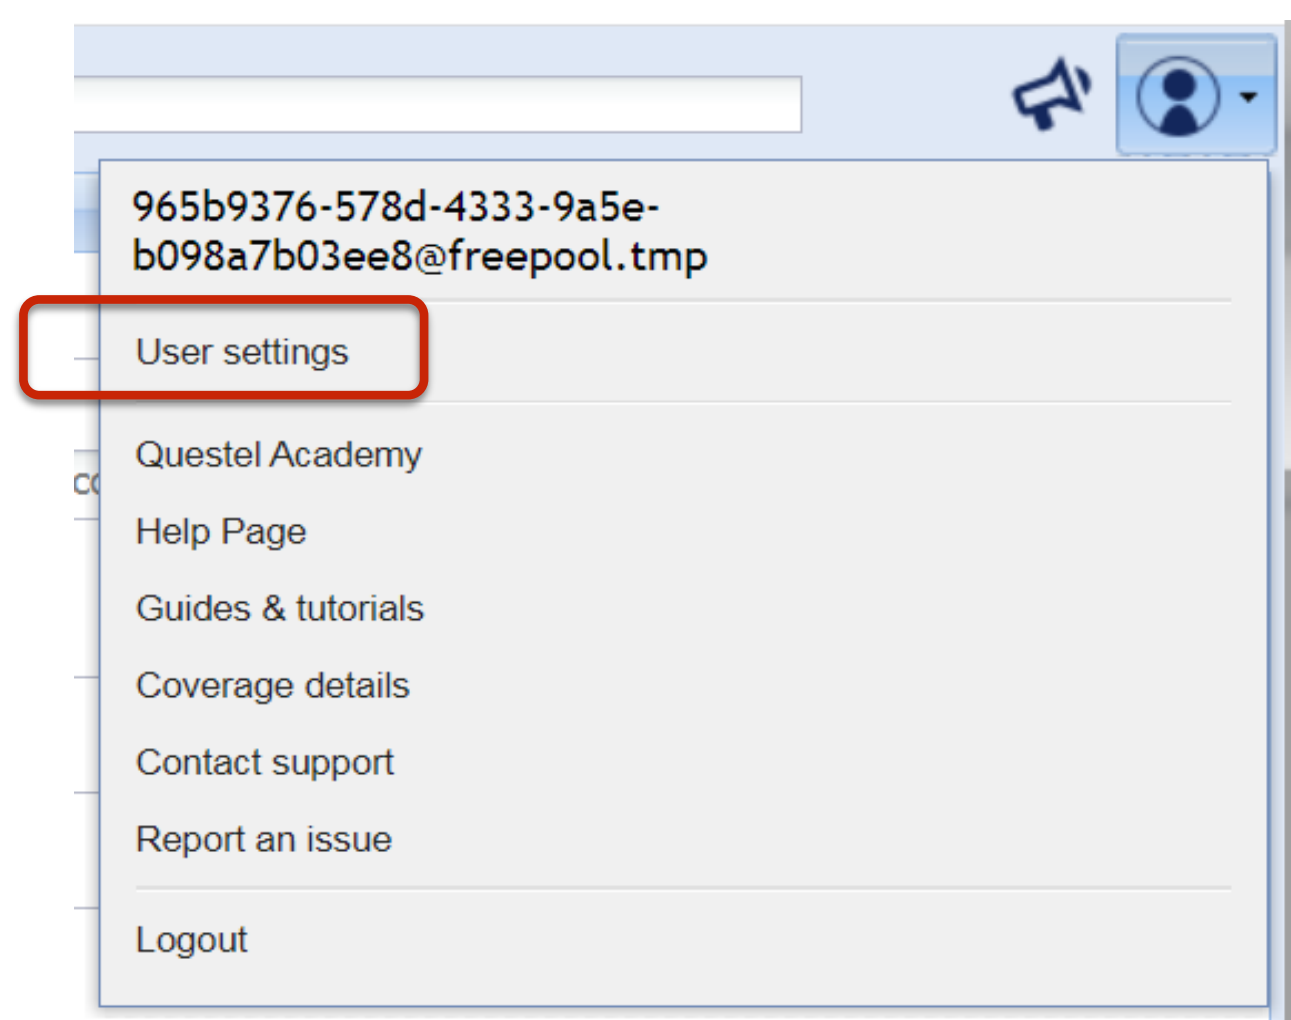 965b9376-578d-4333-9a5e-
b098a7b03ee8@freepool.tmp
User settings
Questel Academy
Help Page
Guides & tutorials
Coverage details
Contact support
Report an issue
Logout